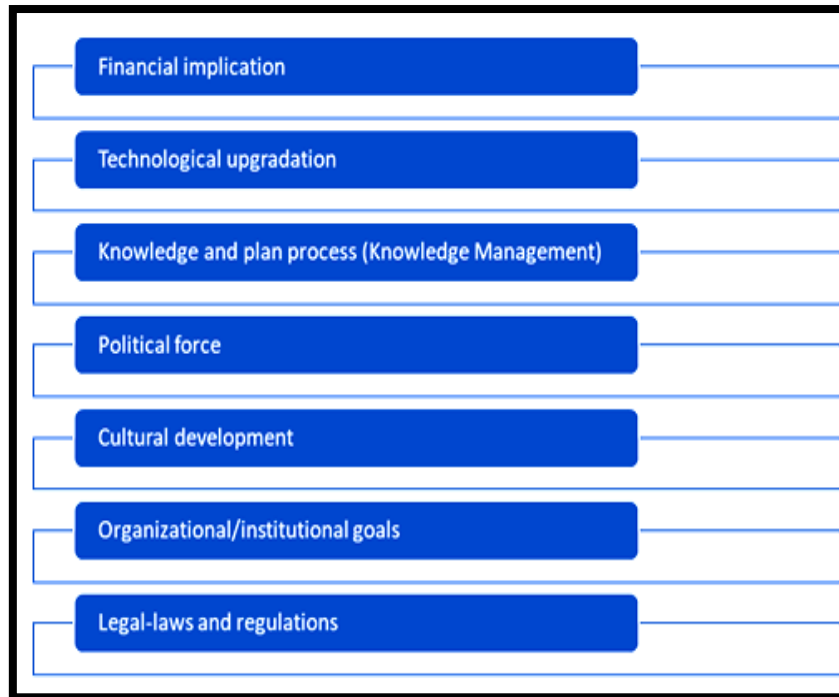 Financial implication
Technological upgradation
Knowledge and plan process (Knowledge Management)
Political force
Cultural development
Organizational/institutional goals
Legal-laws and regulations